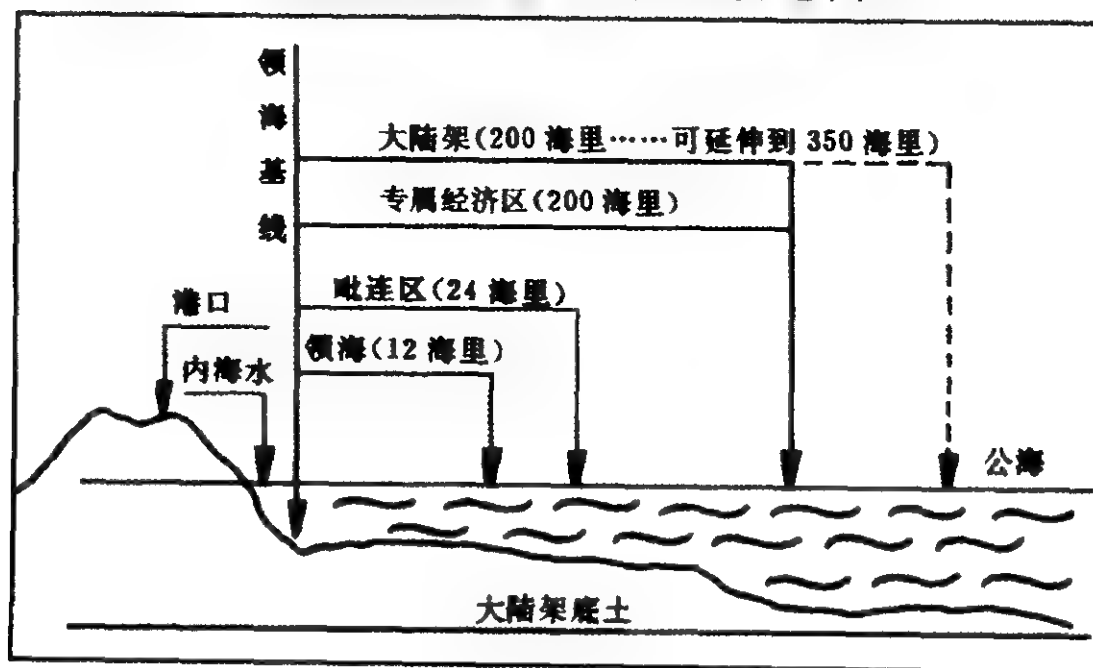 领海基线
大陆架(200 海里……可延伸到 350 海里)
专属经济区(200 海里)
毗连区(24 海里)
港口
领海(12 海里)
内海水
公海
大陆架底土